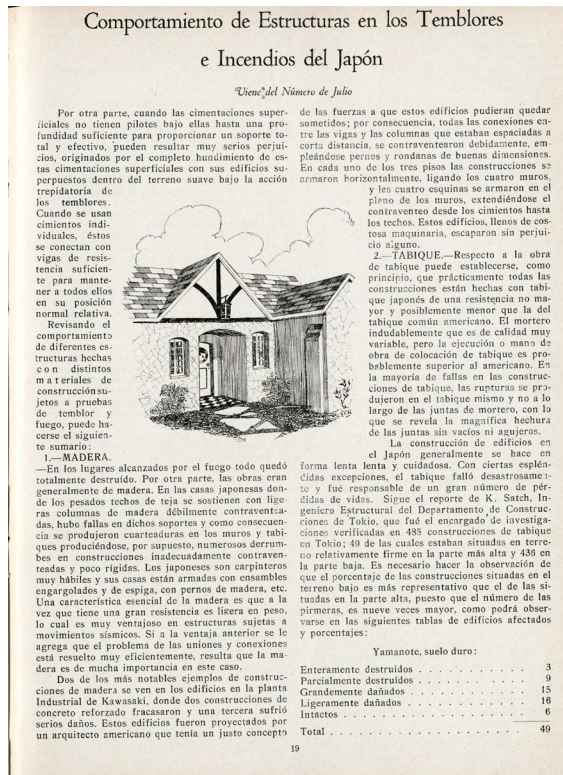 Comportamiento de Estructuras en los Temblores
e Incendios del Japón
Viene del Número de Julio
Por otra parte, cuando las cimentaciones super-
ficiales no tienen pilotes bajo ellas hasta una pro-
fundidad suficiente para proporcionar un soporte to-
tal y efectivo, pueden resultar muy serios perjui-
cios, originados por el completo hundimiento de es-
tas cimentaciones superficiales con sus edificios su-
perpuestos dentro del terreno suave bajo la acción
trepidatoria de
los temblores.
Cuando se usan
cimientos indi-
viduales, éstos
se conectan con
vigas de resis-
tencia suficien-
te para mante-
ner a todos ellos
en su posición
normal relativa.
Revisando el
comportamiento
de diferentes es-
tructuras hechas
con distintos
materiales de
construcción su-
jetos a pruebas
de temblor y
fuego, puede ha-
cerse el siguien-
te sumario:
1.—MADERA.
—En los lugares alcanzados por el fuego todo quedó
totalmente destruído. Por otra parte, las obras eran
generalmente de madera. En las casas japonesas don-
de los pesados techos de teja se sostienen con lige-
ras columnas de madera débilmente contraventea-
das, hubo fallas en dichos soportes y como consecuen-
cia se produjeron cuarteaduras en los muros y tabi-
ques produciéndose, por supuesto, numerosos derrum-
bes en construcciones inadecuadamente contraven-
teadas y poco rígidas. Los japoneses son carpinteros
muy hábiles y sus casas están armadas con ensambles
engargolados y de espiga, con pernos de madera, etc.
Una característica esencial de la madera es que a la
vez que tiene una gran resistencia es ligera en peso,
lo cual es muy ventajoso en estructuras sujetas a
movimientos sísmicos. Si a la ventaja anterior se le
agrega que el problema de las uniones y conexiones
está resuelto muy eficientemente, resulta que la ma-
dera es de mucha importancia en este caso.
Dos de los más notables ejemplos de construc-
ciones de madera se ven en los edificios en la planta
Industrial de Kawasaki, donde dos construcciones de
concreto reforzado fracasaron y una tercera sufrió
serios daños. Estos edificios fueron proyectados por
un arquitecto americano que tenía un justo concepto
de las fuerzas a que estos edificios pudieran quedar
sometidos; por consecuencia, todas las conexiones en-
tre las vigas y las columnas que estaban espaciadas a
corta distancia, se contraventearon debidamente, em-
pleándose pernos y rondanas de buenas dimensiones.
En cada uno de los tres pisos las construcciones se
armaron horizontalmente, ligando los cuatro muros,
y las cuatro esquinas se armaron en el
plano de los muros, extendiéndose el
contraventeo desde los cimientos hasta
los techos. Estos edificios, llenos de cos-
tosa maquinaria, escaparon sin perjui-
cio alguno.
2.—TABIQUE.—Respecto a la obra
de tabique puede establecerse, como
principio, que prácticamente todas las
construcciones están hechas con tabi-
que japonés de una resistencia no ma-
yor y posiblemente menor que la del
tabique común americano. El mortero
indudablemente que es de calidad muy
variable, pero la ejecución o mano de
obra de colocación de tabique es pro-
bablemente superior al americano. En
la mayoría de fallas en las construc-
ciones de tabique, las rupturas se pro-
dujeron en el tabique mismo y no a lo
largo de las juntas de mortero, con lo
que se revela la magnífica hechura
de las juntas sin vacíos ni agujeros.
La construcción de edificios en
el Japón generalmente se hace en
forma lenta lenta y cuidadosa. Con ciertas esplén-
didas excepciones, el tabique falló desastrosamen-
te y fué responsable de un gran número de pér-
didas de vidas. Sigue el reporte de K. Satch, In-
geniero Estructural del Departamento de Construc-
ciones de Tokio, que fué el encargado de investiga-
ciones verificadas en 485 construcciones de tabique
en Tokio; 49 de las cuales estaban situadas en terre-
no relativamente firme en la parte más alta y 436 en
la parte baja. Es necesario hacer la observación de
que el porcentaje de las construcciones situadas en el
terreno bajo es más representativo que el de las si-
tuadas en la parte alta, puesto que el número de las
pirmeras, es nueve veces mayor, como podrá obser-
varse en las siguientes tablas de edificios afectados
y porcentajes:
Yamanote, suelo duro:
Enteramente destruídos . . . . . . . . . . . . 3
Parcialmente destruídos . . . . . . . . . . . . 9
Grandemente dañados . . . . . . . . . . . . 15
Ligeramente dañados . . . . . . . . . . . . 16
Intactos . . . . . . . . . . . . . . . . . . 6
Total . . . . . . . . . . . . . . . . . . . . 49
19